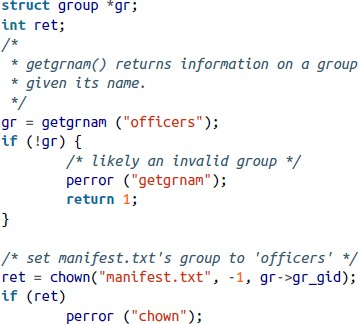 struct group *gr;
int ret;
/*
 * getgrnam() returns information on a group
 * given its name.
 */
gr = getgrnam ("officers");
if (!gr) {
        /* likely an invalid group */
        perror ("getgrnam");
        return 1;
}

/* set manifest.txt's group to 'officers' */
ret = chown("manifest.txt", -1, gr->gr_gid);
if (ret)
        perror ("chown");